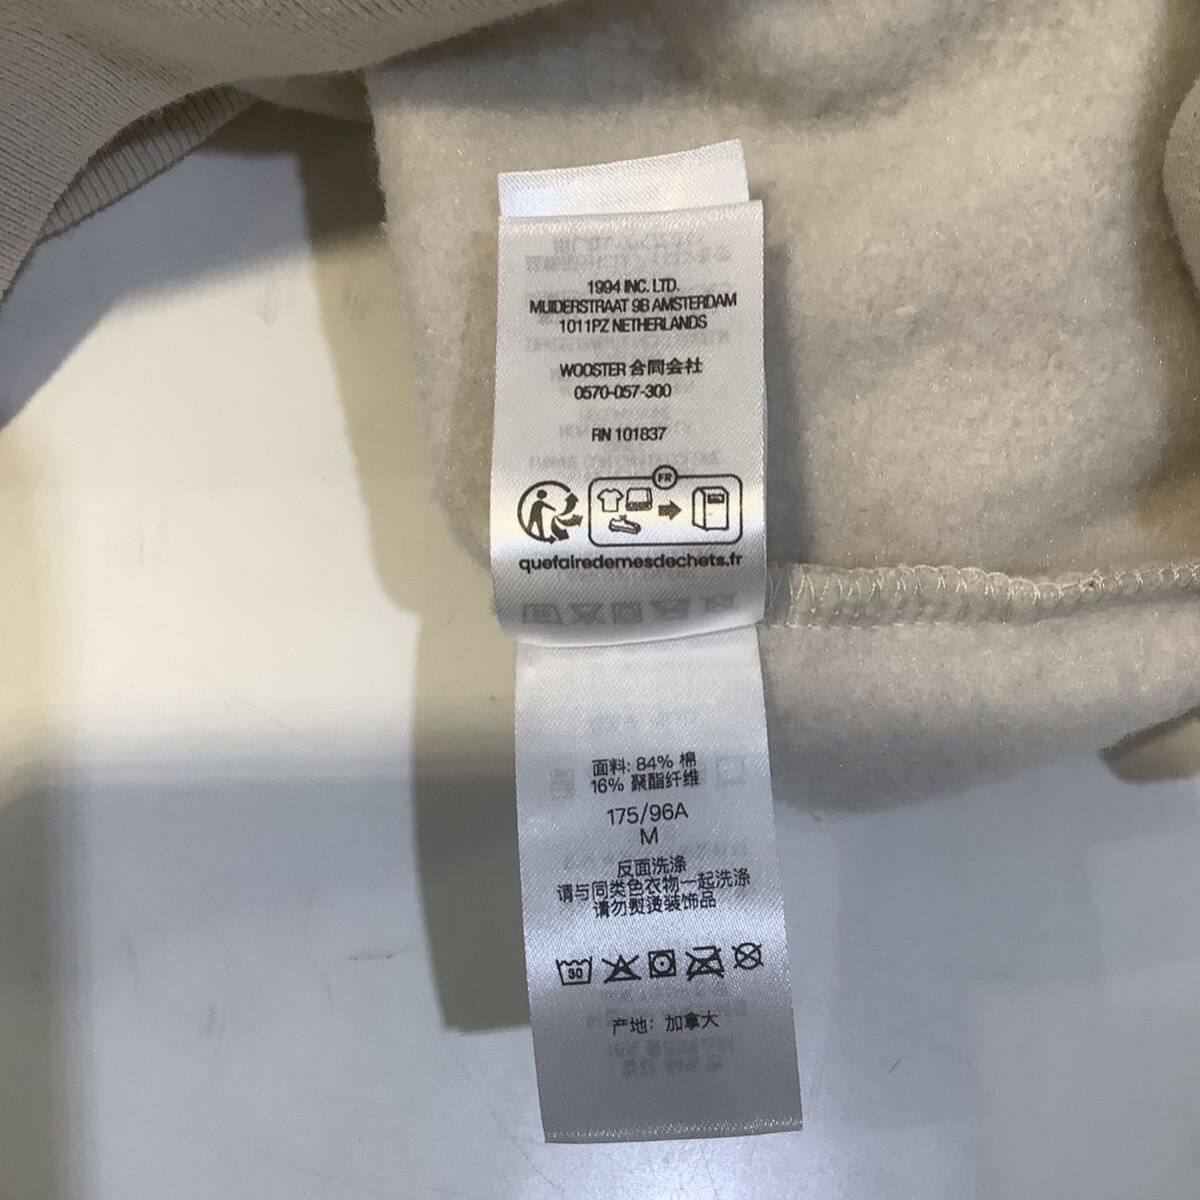 1994 INC. LTD.
MUIDERSTRAAT 9B AMSTERDAM
1011PZ NETHERLANDS
WOOSTER 合同会社
0570-057-300
RN 101837
FR
quefairedemesdechets.fr
面料: 84% 棉
16% 聚酯纤维
175/96A
M
反面洗涤
请与同类色衣物一起洗涤
请勿熨烫装饰品
30
产地: 加拿大